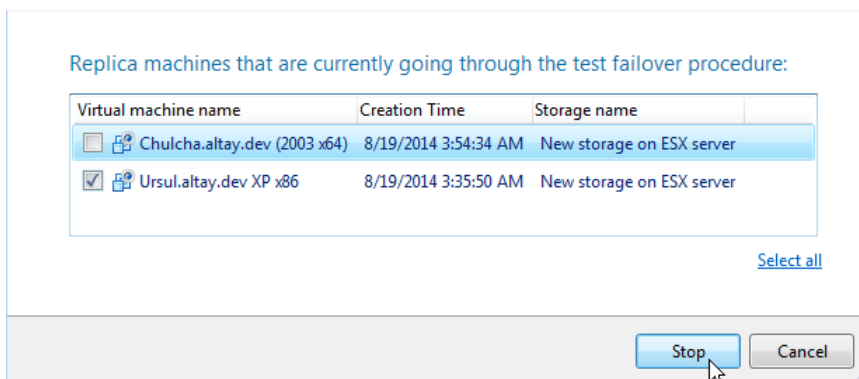 Replica machines that are currently going through the test failover procedure:
Virtual machine name Creation Time Storage name
Chulcha.altay.dev (2003 x64) 8/19/2014 3:54:34 AM New storage on ESX server
Ursul.altay.dev XP x86 8/19/2014 3:35:50 AM New storage on ESX server
Select all
Stop Cancel